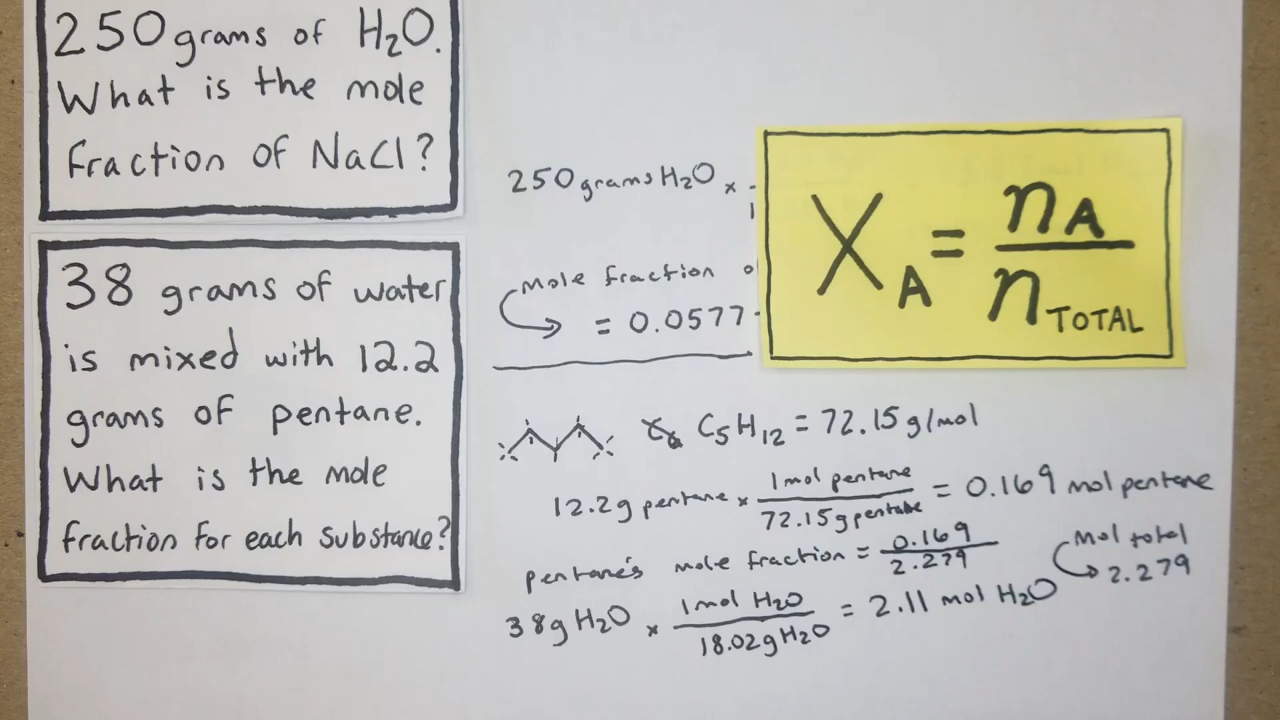 250 grams of H₂O.
What is the mole
fraction of NaCl?
38 grams of water
is mixed with 12.2
grams of pentane.
What is the mole
fraction for each substance?
250 grams H₂O ×
mole fraction
= 0.0577
X_A = n_A / n_TOTAL
C₅H₁₂ = 72.15 g/mol
12.2 g pentane × 1 mol pentane / 72.15 g pentane = 0.169 mol pentane
pentane's mole fraction = 0.169 / 2.279
mol total
2.279
38 g H₂O × 1 mol H₂O / 18.02 g H₂O = 2.11 mol H₂O